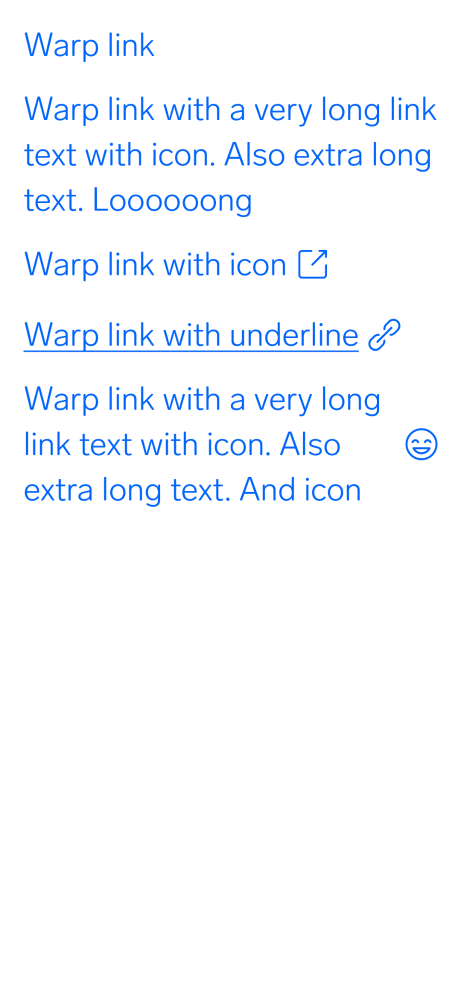 Warp link
Warp link with a very long link
text with icon. Also extra long
text. Loooooong
Warp link with icon
Warp link with underline
Warp link with a very long
link text with icon. Also
extra long text. And icon